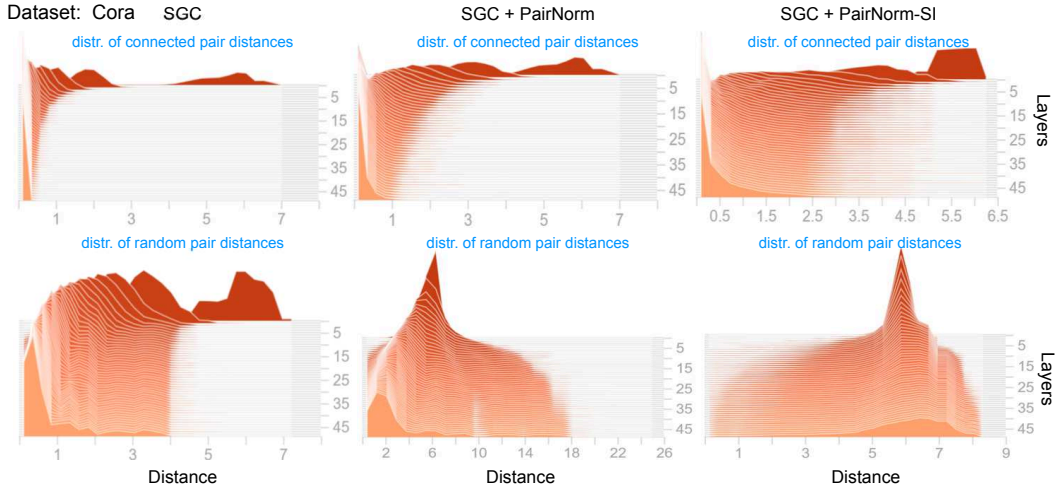 Dataset: Cora SGC
SGC + PairNorm
SGC + PairNorm-SI
distr. of connected pair distances
distr. of connected pair distances
distr. of connected pair distances
5
15
25
35
45
1 3 5 7
5
15
25
35
45
1 3 5 7
5
15
25
35
45
0.5 1.5 2.5 3.5 4.5 5.5 6.5
Layers
distr. of random pair distances
distr. of random pair distances
distr. of random pair distances
5
15
25
35
45
1 3 5 7
5
15
25
35
45
2 6 10 14 18 22 26
5
15
25
35
45
1 3 5 7 9
Layers
Distance
Distance
Distance